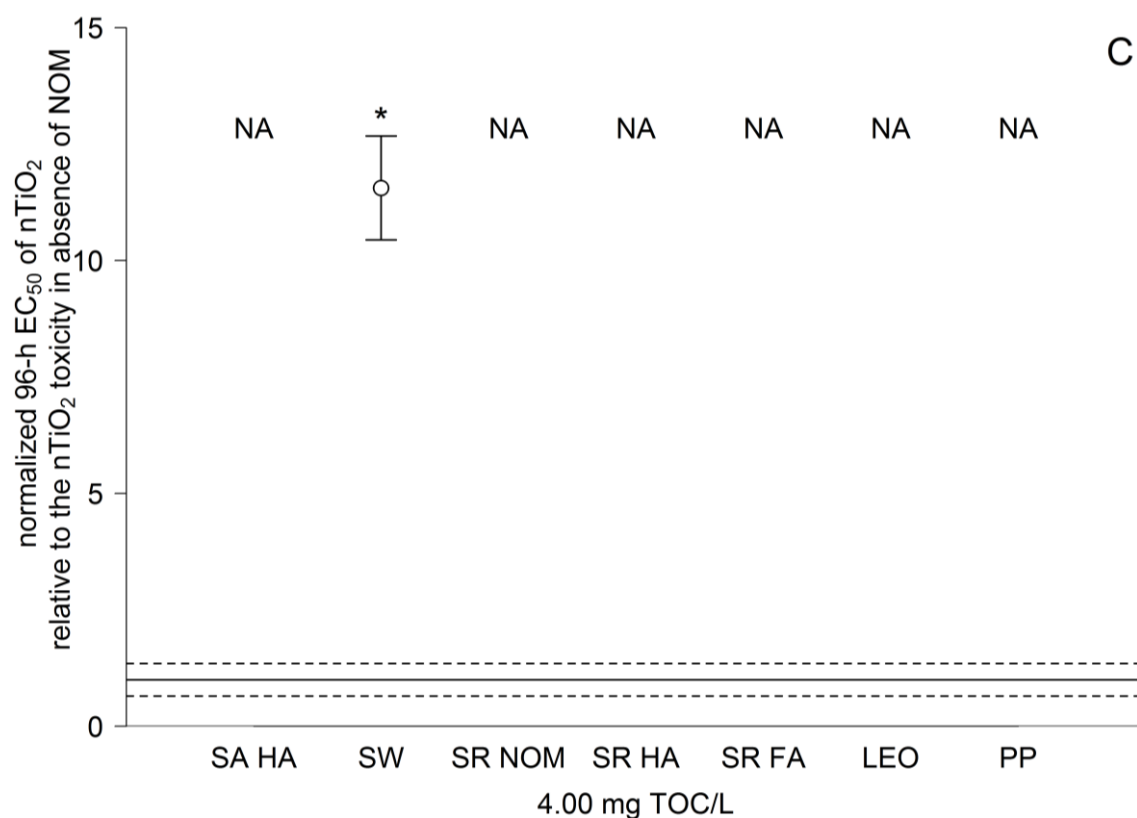 15
C
*
NA NA NA NA NA NA
10
5
0
normalized 96-h EC₅₀ of nTiO₂
relative to the nTiO₂ toxicity in absence of NOM
SA HA SW SR NOM SR HA SR FA LEO PP
4.00 mg TOC/L